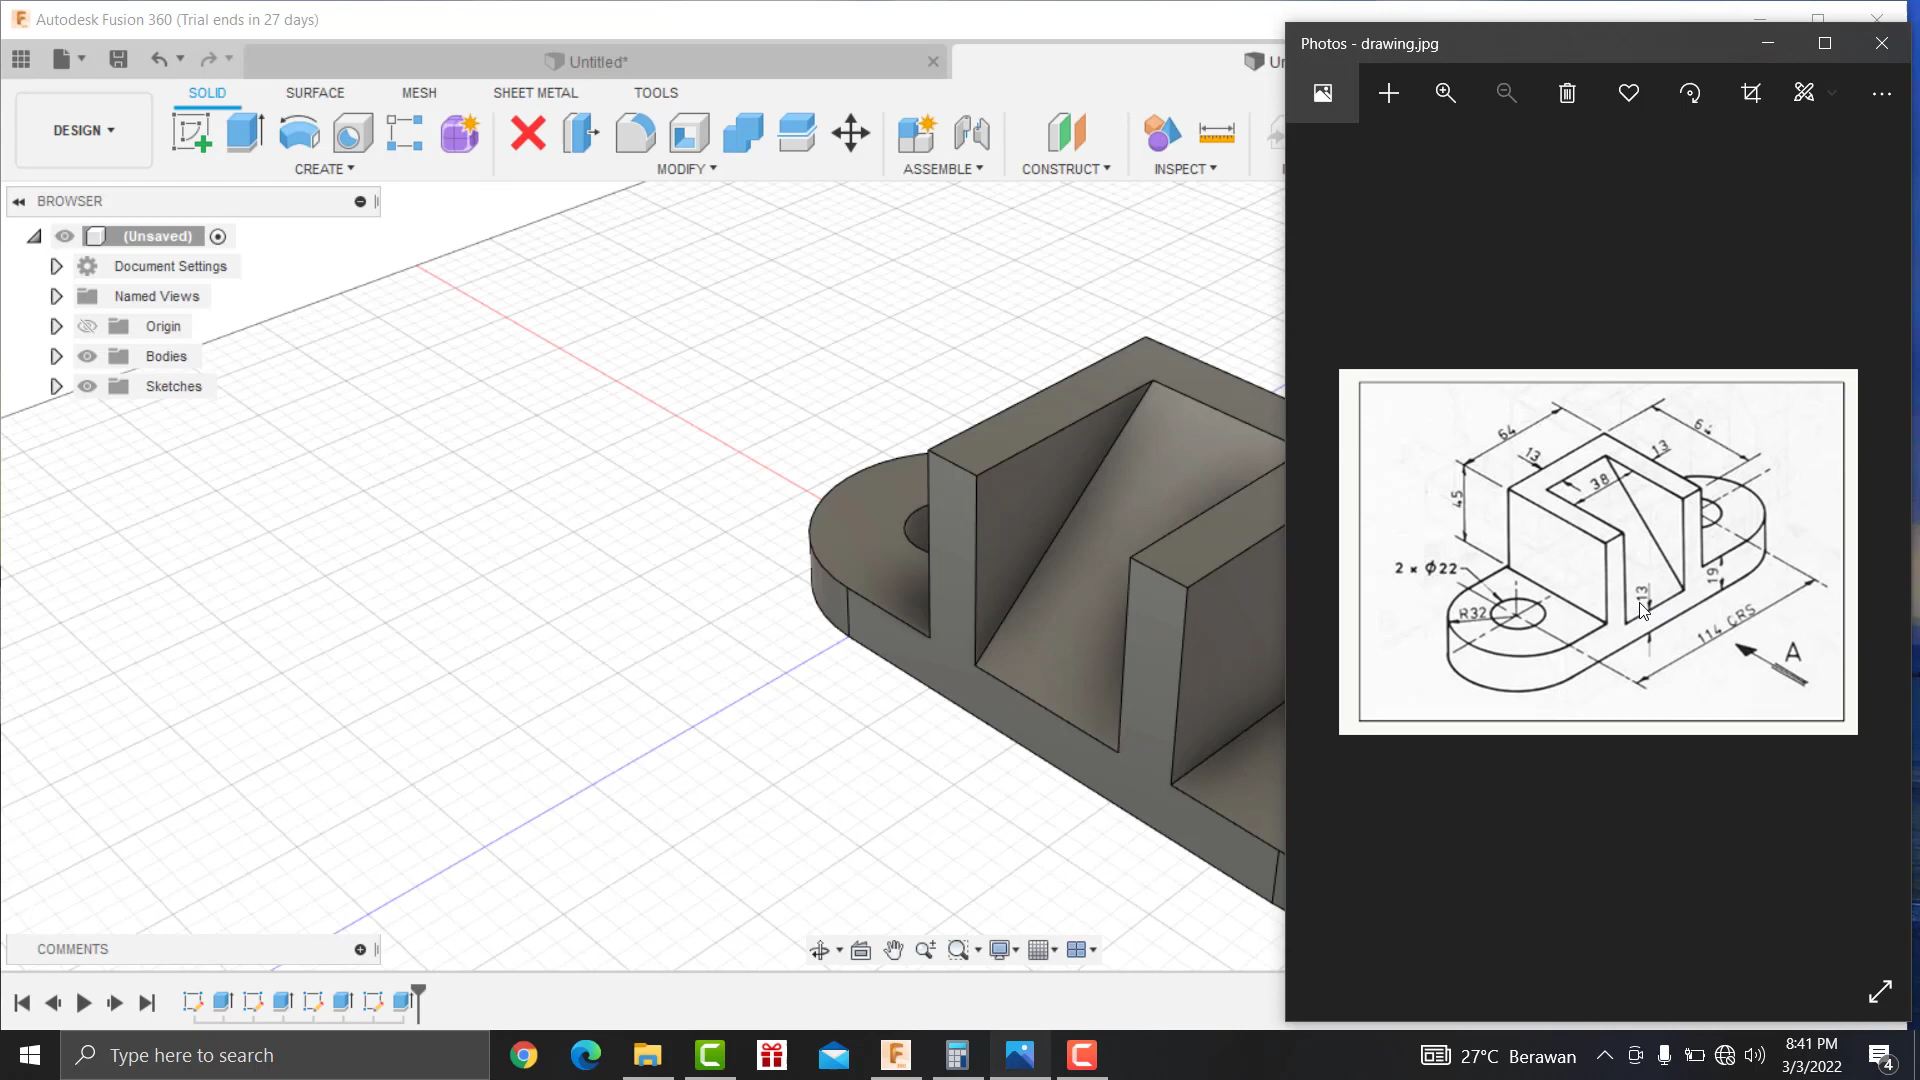 Autodesk Fusion 360 (Trial ends in 27 days)
Untitled*
Photos - drawing.jpg
DESIGN
SOLID
SURFACE
MESH
SHEET METAL
TOOLS
CREATE
MODIFY
ASSEMBLE
CONSTRUCT
INSPECT
BROWSER
(Unsaved)
Document Settings
Named Views
Origin
Bodies
Sketches
64
64
13
13
38
45
2 × Ø22
R32
13
19
114 CRS
A
COMMENTS
Type here to search
27°C Berawan
8:41 PM
3/3/2022
4